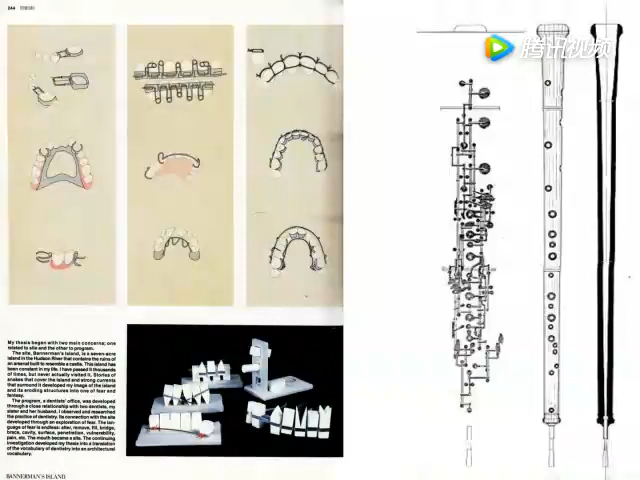 244 THESIS
腾讯视频
My thesis began with two main concerns; one
related to site and the other to program.
The site, Bannerman's Island, is a seven-acre
island in the Hudson River that contains the ruins of
an arsenal built to resemble a castle. This island has
been constant in my life. I have passed it thousands
of times, but never actually visited it. Stories of
snakes that cover the island and strong currents
that surround it developed my image of the island
and its eroding structures into one of fear and
fantasy.
The program, a dentists' office, was developed
through a close relationship with two dentists, my
sister and her husband. I observed and researched
the practice of dentistry. Its connection with the site
developed through an exploration of fear. The lan-
guage of fear is endless: alter, remove, fill, bridge,
brace, cavity, surface, penetration, vulnerability,
pain, etc. The mouth became a site. The continuing
investigation developed my thesis into a translation
of the vocabulary of dentistry into an architectural
vocabulary.
BANNERMAN'S ISLAND